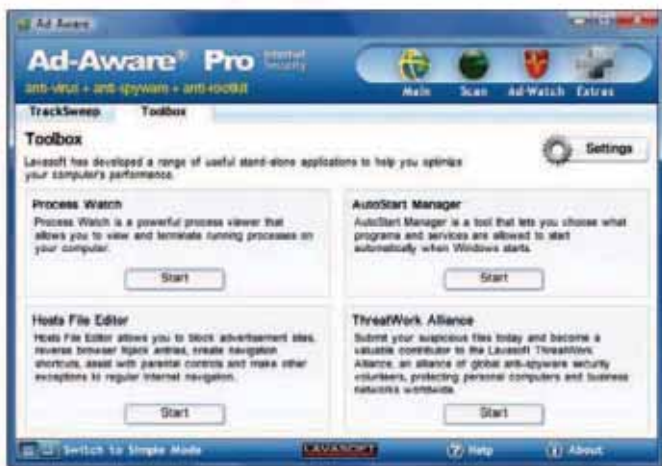 Ad-Aware
Ad-Aware® Pro Internet Security
anti-virus + anti-spyware + anti-rootkit
Main Scan Ad-Watch Extras
TrackSweep Toolbox
Toolbox
Lavasoft has developed a range of useful stand-alone applications to help you optimize
your computer's performance.
Settings
Process Watch
Process Watch is a powerful process viewer that
allows you to view and terminate running processes on
your computer.
Start
AutoStart Manager
AutoStart Manager is a tool that lets you choose what
programs and services are allowed to start
automatically when Windows starts.
Start
Hosts File Editor
Hosts File Editor allows you to block advertisement sites,
reverse browser hijack entries, create navigation
shortcuts, assist with parental controls and make other
exceptions to regular Internet navigation.
Start
ThreatWork Alliance
Submit your suspicious files today and become a
valuable contributor to the Lavasoft ThreatWork
Alliance, an alliance of global anti-spyware security
volunteers, protecting personal computers and business
networks worldwide.
Start
Switch to Simple Mode
LAVASOFT
Help
About